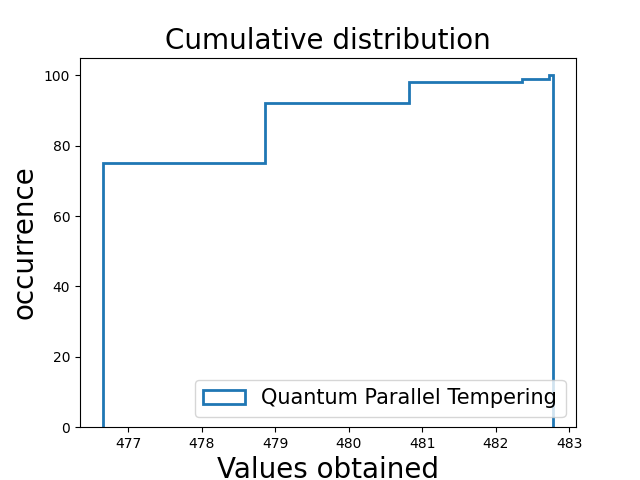 Cumulative distribution
occurrence
100
80
60
40
20
0
Quantum Parallel Tempering
477 478 479 480 481 482 483
Values obtained